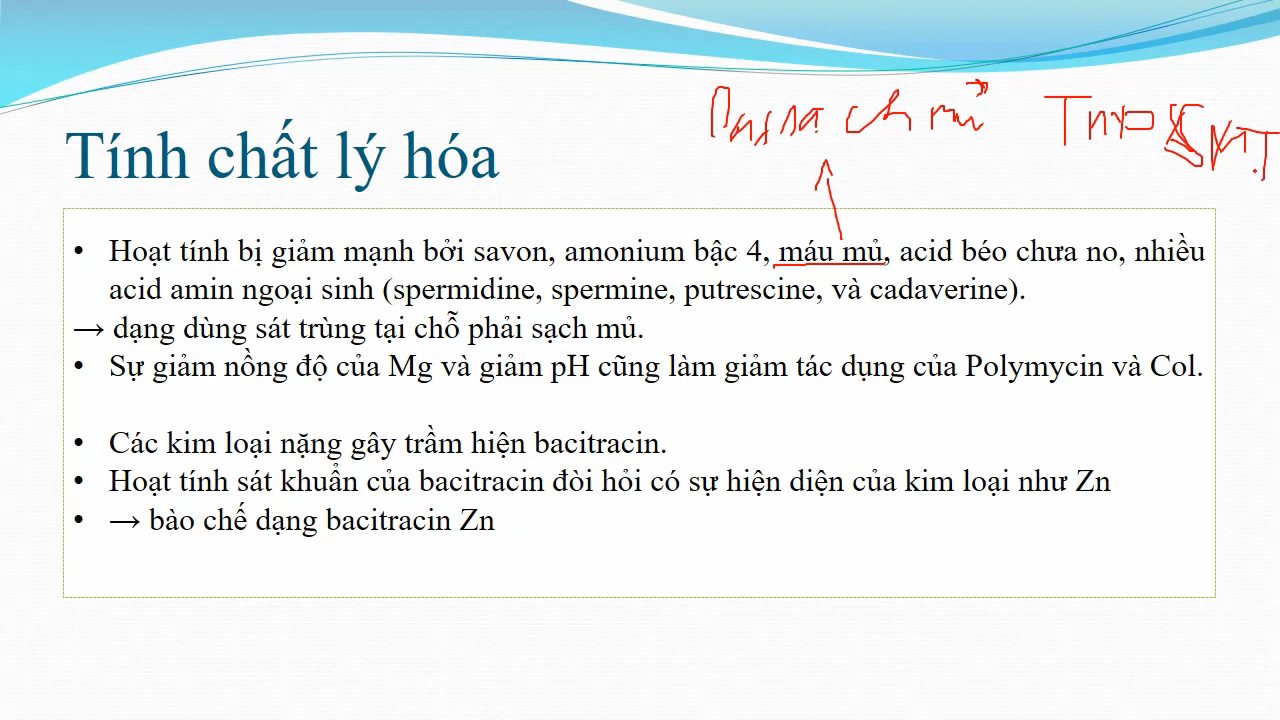 Tính chất lý hóa
• Hoạt tính bị giảm mạnh bởi savon, amonium bậc 4, máu mủ, acid béo chưa no, nhiều
acid amin ngoại sinh (spermidine, spermine, putrescine, và cadaverine).
→ dạng dùng sát trùng tại chỗ phải sạch mủ.
• Sự giảm nồng độ của Mg và giảm pH cũng làm giảm tác dụng của Polymycin và Col.
• Các kim loại nặng gây trầm hiện bacitracin.
• Hoạt tính sát khuẩn của bacitracin đòi hỏi có sự hiện diện của kim loại như Zn
• → bào chế dạng bacitracin Zn